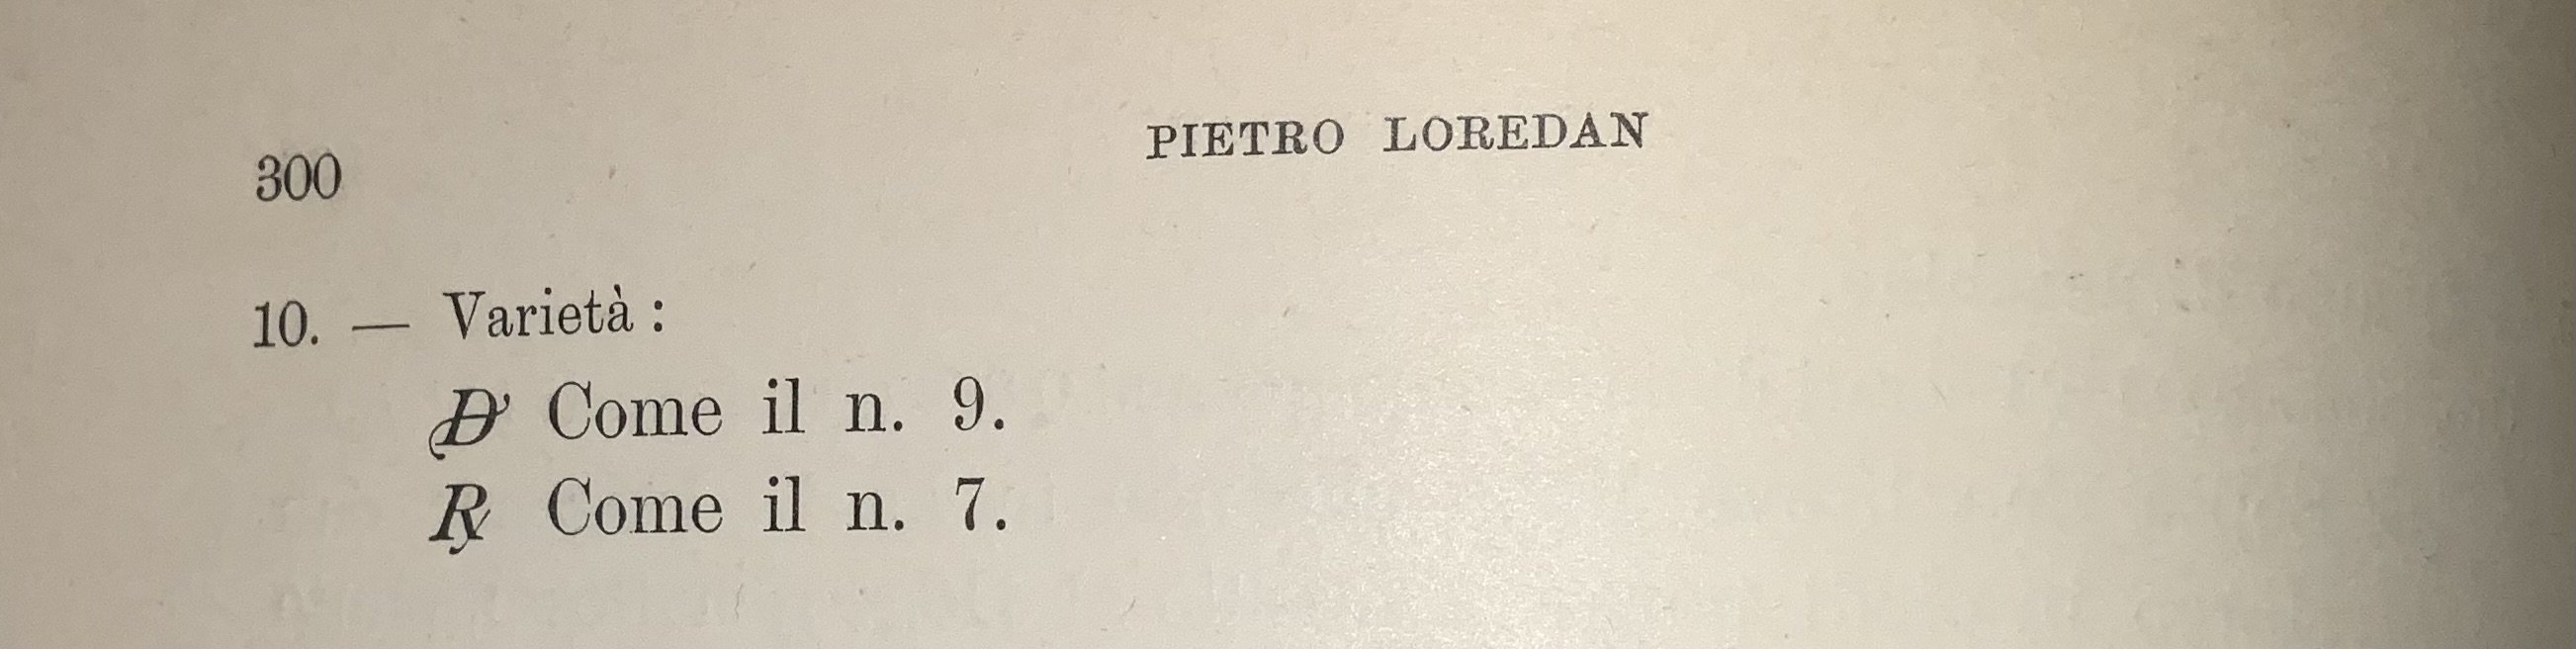 300
PIETRO LOREDAN
10. — Varietà :
D Come il n. 9.
℞ Come il n. 7.